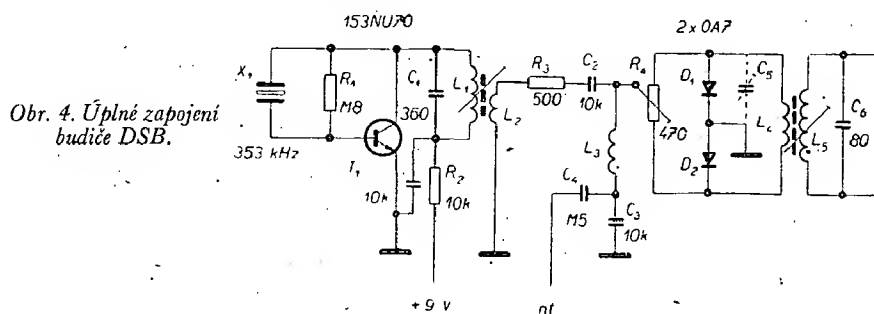 153NU70
2x0A7
Obr. 4. Úplné zapojení
budiče DSB.
X₁
353 kHz
R₁
M8
T₁
C₁
360
10k
R₂
10k
L₁
L₂
+9 V
R₃
500
C₂
10k
R₄
470
L₃
C₄
M5
C₃
10k
nf
D₁
D₂
C₅
L₄
L₅
C₆
80